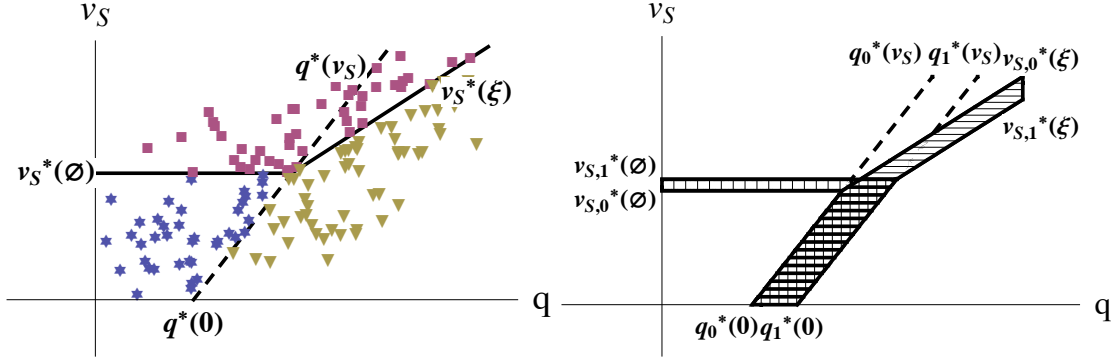 v_S
q*(v_S)
v_S*(ξ)
v_S*(Ø)
q*(0)
q
v_S
q_0*(v_S) q_1*(v_S) v_{S,0}*(ξ)
v_{S,1}*(ξ)
v_{S,1}*(Ø)
v_{S,0}*(Ø)
q_0*(0) q_1*(0)
q